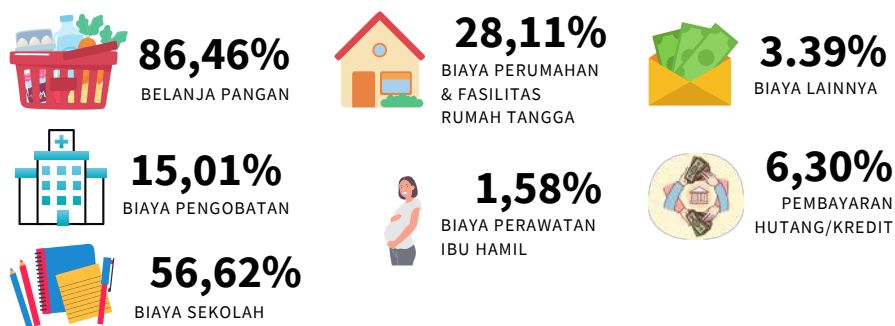 86,46%
BELANJA PANGAN
28,11%
BIAYA PERUMAHAN
& FASILITAS
RUMAH TANGGA
3.39%
BIAYA LAINNYA
15,01%
BIAYA PENGOBATAN
1,58%
BIAYA PERAWATAN
IBU HAMIL
6,30%
PEMBAYARAN
HUTANG/KREDIT
56,62%
BIAYA SEKOLAH